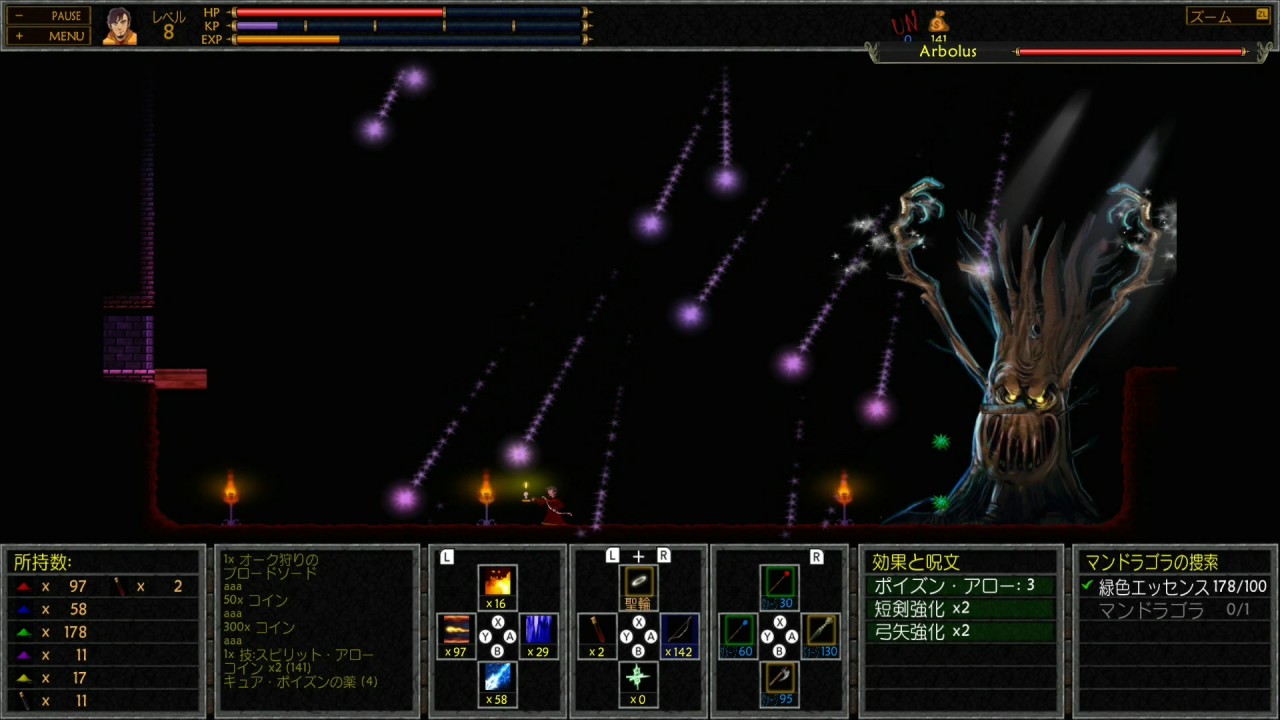 − PAUSE
+ MENU
レベル
8
HP
KP
EXP
UN
0
141
ズーム ZL
Arbolus
所持数:
x 97 x 2
x 58
x 178
x 11
x 17
x 11
1x オーク狩りの
ブロードソード
aaa
50x コイン
aaa
300x コイン
aaa
1x 技:スピリット・アロー
コイン x2 (141)
キュア・ポイズンの薬 (4)
L
x16
x97
X
Y A
B
x29
x58
L + R
聖輪
x2
X
Y A
B
x142
x0
R
30
60
X
Y A
B
130
95
効果と呪文
ポイズン・アロー: 3
短剣強化 x2
弓矢強化 x2
マンドラゴラの捜索
緑色エッセンス 178/100
マンドラゴラ 0/1